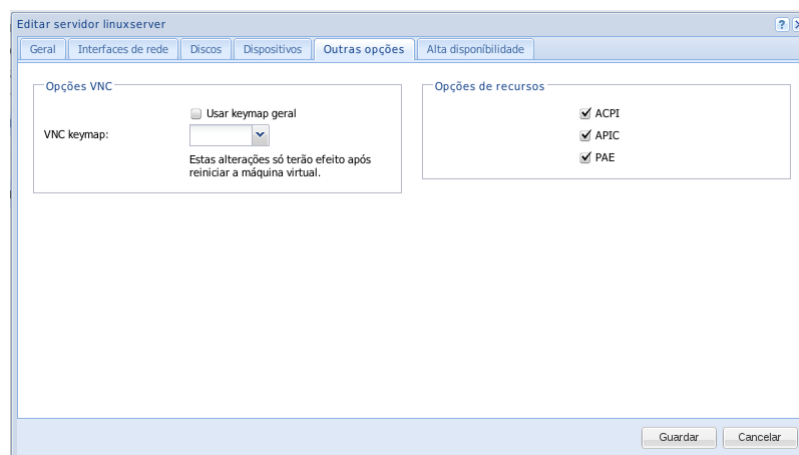 Editar servidor linuxserver
Geral Interfaces de rede Discos Dispositivos Outras opções Alta disponíbilidade
Opções VNC
Usar keymap geral
VNC keymap:
Estas alterações só terão efeito após
reiniciar a máquina virtual.
Opções de recursos
ACPI
APIC
PAE
Guardar Cancelar